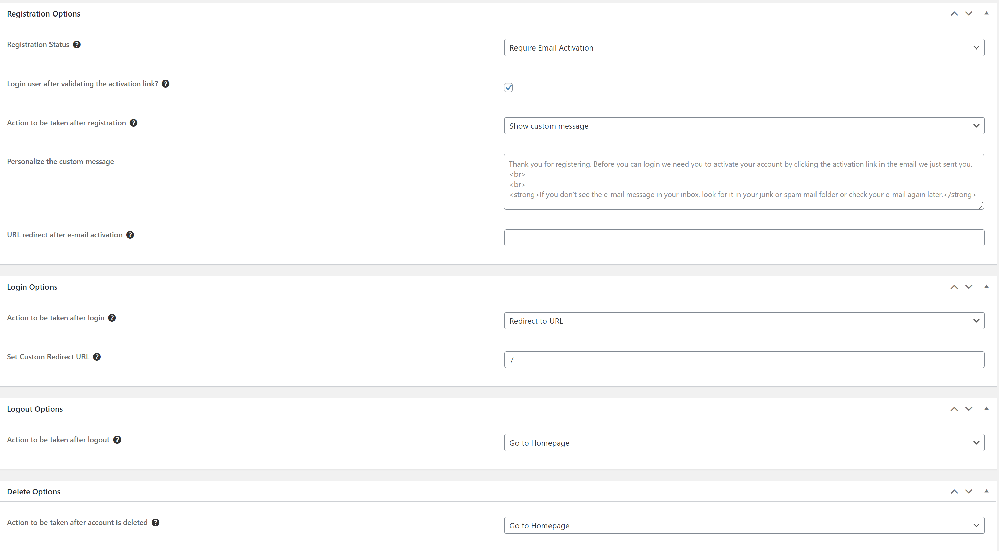 Registration Options
Registration Status
Require Email Activation
Login user after validating the activation link?
Action to be taken after registration
Show custom message
Personalize the custom message
Thank you for registering. Before you can login we need you to activate your account by clicking the activation link in the email we just sent you.
<br>
<br>
<strong>If you don't see the e-mail message in your inbox, look for it in your junk or spam mail folder or check your e-mail again later.</strong>
URL redirect after e-mail activation
Login Options
Action to be taken after login
Redirect to URL
Set Custom Redirect URL
/
Logout Options
Action to be taken after logout
Go to Homepage
Delete Options
Action to be taken after account is deleted
Go to Homepage